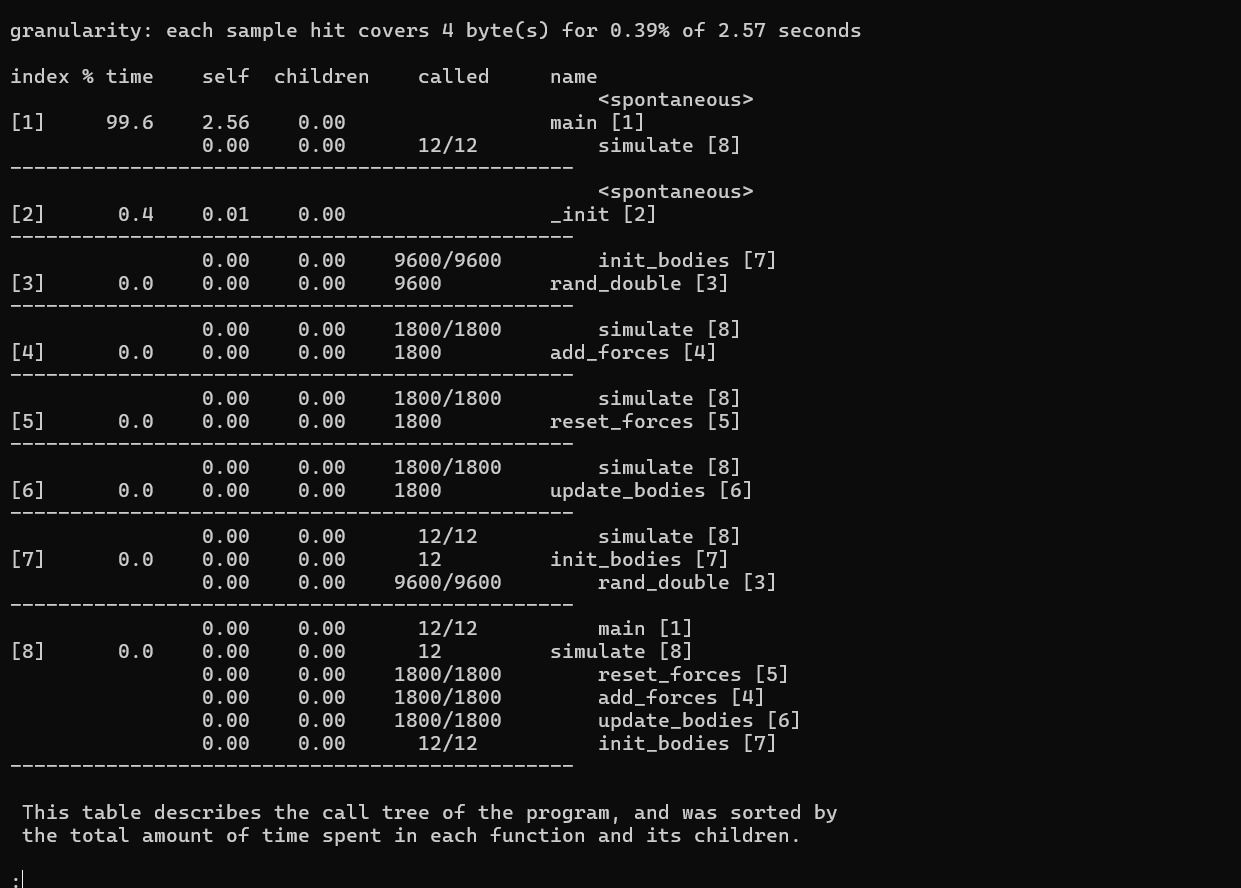 granularity: each sample hit covers 4 byte(s) for 0.39% of 2.57 seconds

index % time    self  children    called     name
                                                 <spontaneous>
[1]     99.6    2.56    0.00                 main [1]
                0.00    0.00      12/12          simulate [8]
-----------------------------------------------
                                                 <spontaneous>
[2]      0.4    0.01    0.00                 _init [2]
-----------------------------------------------
                0.00    0.00    9600/9600        init_bodies [7]
[3]      0.0    0.00    0.00    9600         rand_double [3]
-----------------------------------------------
                0.00    0.00    1800/1800        simulate [8]
[4]      0.0    0.00    0.00    1800         add_forces [4]
-----------------------------------------------
                0.00    0.00    1800/1800        simulate [8]
[5]      0.0    0.00    0.00    1800         reset_forces [5]
-----------------------------------------------
                0.00    0.00    1800/1800        simulate [8]
[6]      0.0    0.00    0.00    1800         update_bodies [6]
-----------------------------------------------
                0.00    0.00      12/12          simulate [8]
[7]      0.0    0.00    0.00      12         init_bodies [7]
                0.00    0.00    9600/9600        rand_double [3]
-----------------------------------------------
                0.00    0.00      12/12          main [1]
[8]      0.0    0.00    0.00      12         simulate [8]
                0.00    0.00    1800/1800        reset_forces [5]
                0.00    0.00    1800/1800        add_forces [4]
                0.00    0.00    1800/1800        update_bodies [6]
                0.00    0.00      12/12          init_bodies [7]
-----------------------------------------------

 This table describes the call tree of the program, and was sorted by
 the total amount of time spent in each function and its children.

: